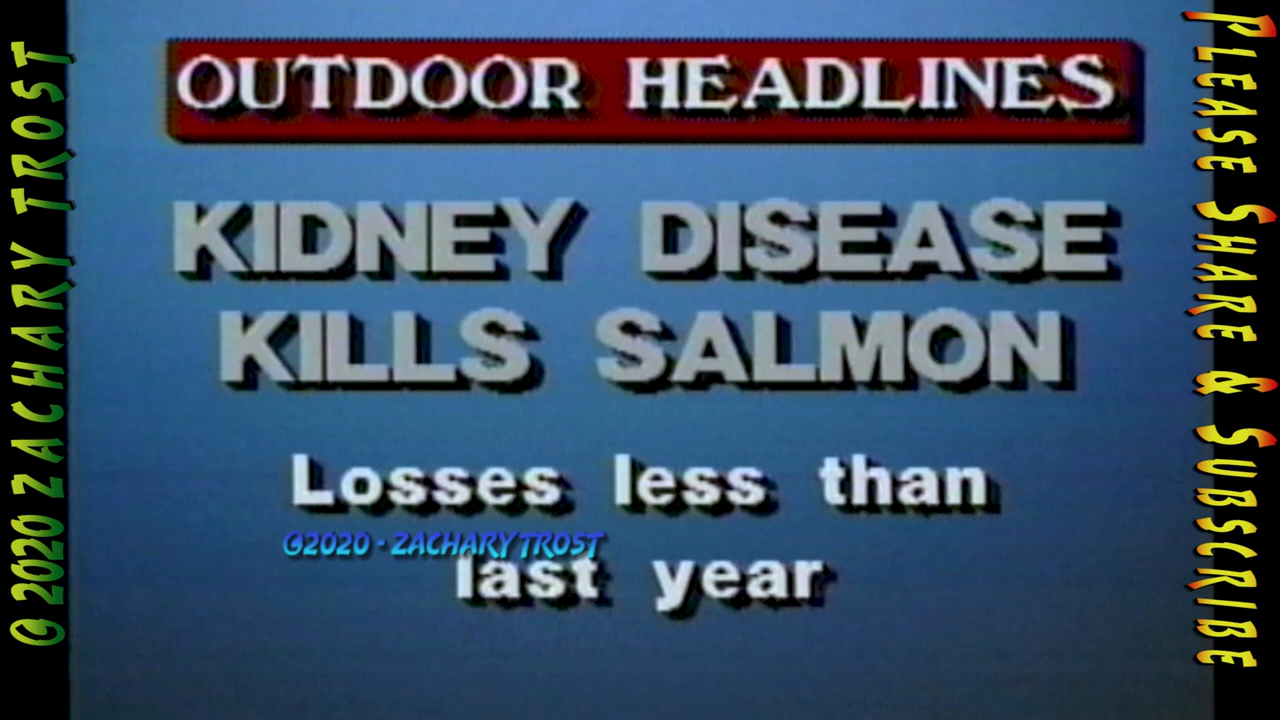 OUTDOOR HEADLINES
KIDNEY DISEASE
KILLS SALMON
Losses less than
©2020 - ZACHARY TROST
last year
©2020 ZACHARY TROST
PLEASE SHARE & SUBSCRIBE